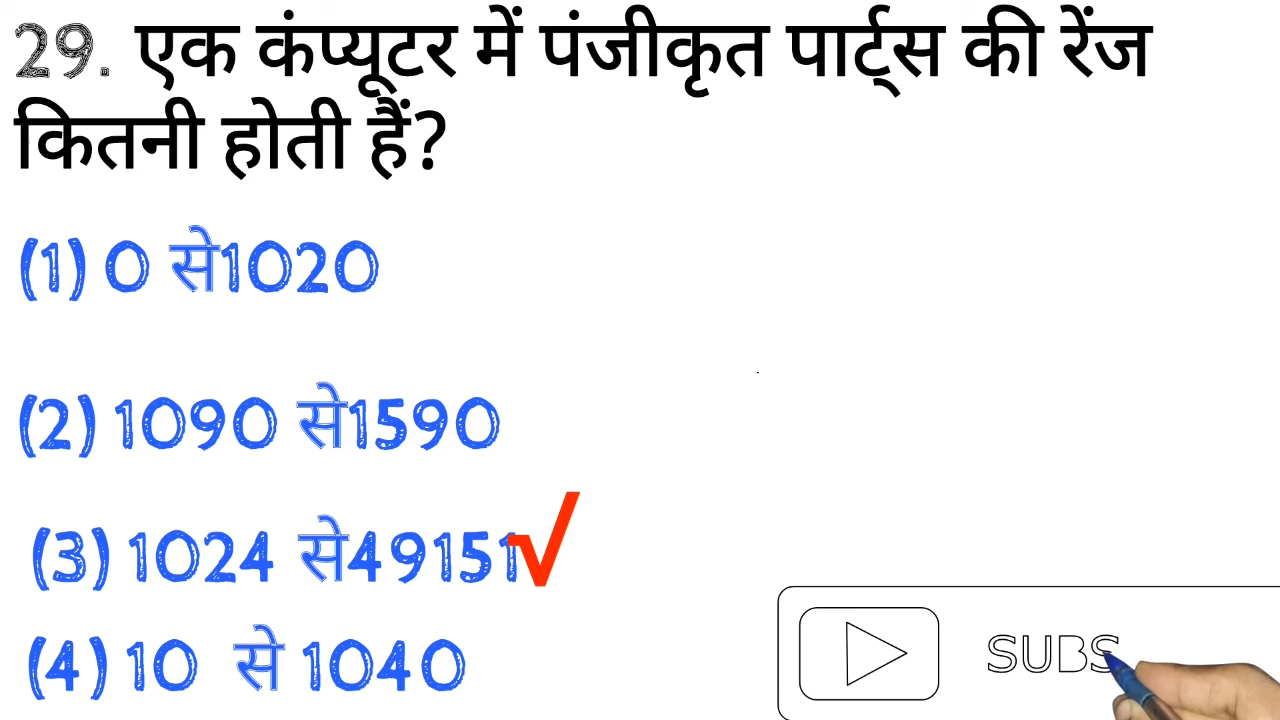 29. एक कंप्यूटर में पंजीकृत पार्ट्स की रेंज
कितनी होती हैं?
(1) 0 से1020
(2) 1090 से1590
(3) 1024 से49151
(4) 10 से 1040
SUBS